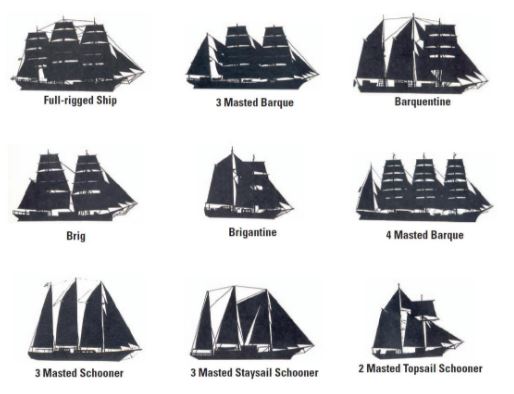 Full-rigged Ship
3 Masted Barque
Barquentine
Brig
Brigantine
4 Masted Barque
3 Masted Schooner
3 Masted Staysail Schooner
2 Masted Topsail Schooner